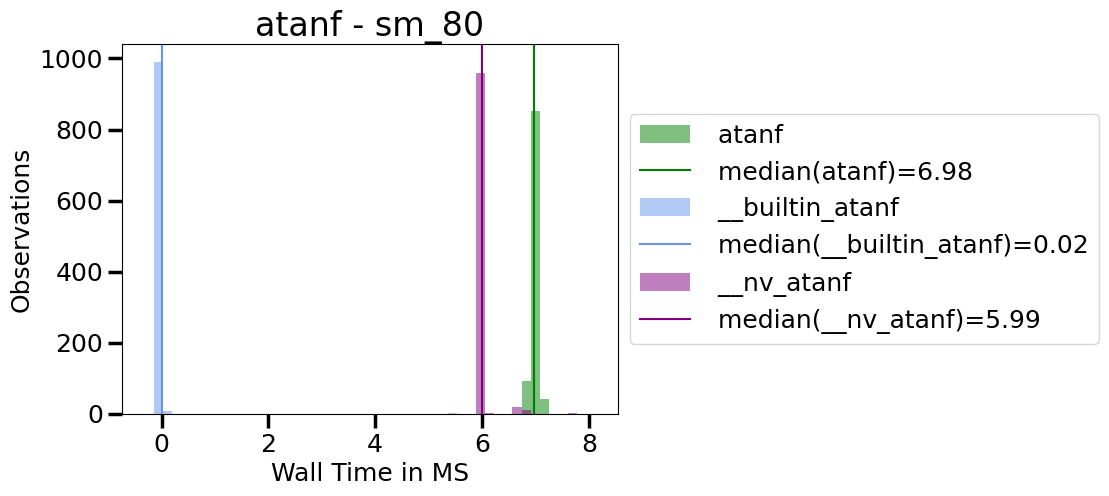 atanf - sm_80
Observations
1000
800
600
400
200
0
0 2 4 6 8
Wall Time in MS
atanf
median(atanf)=6.98
__builtin_atanf
median(__builtin_atanf)=0.02
__nv_atanf
median(__nv_atanf)=5.99